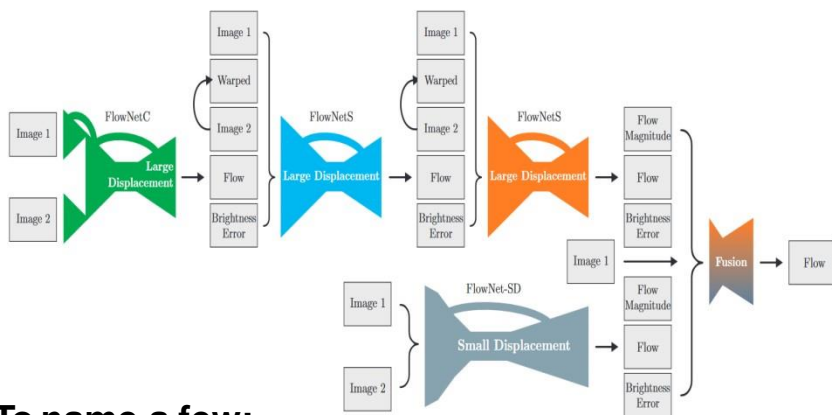 Image 1
Image 2
FlowNetC
Large
Displacement
Image 1
Warped
Image 2
Flow
Brightness
Error
FlowNetS
Large Displacement
Image 1
Warped
Image 2
Flow
Brightness
Error
FlowNetS
Large Displacement
Flow
Magnitude
Flow
Brightness
Error
Image 1
Image 1
Image 2
FlowNet-SD
Small Displacement
Flow
Magnitude
Flow
Brightness
Error
Fusion
Flow
To name a few: